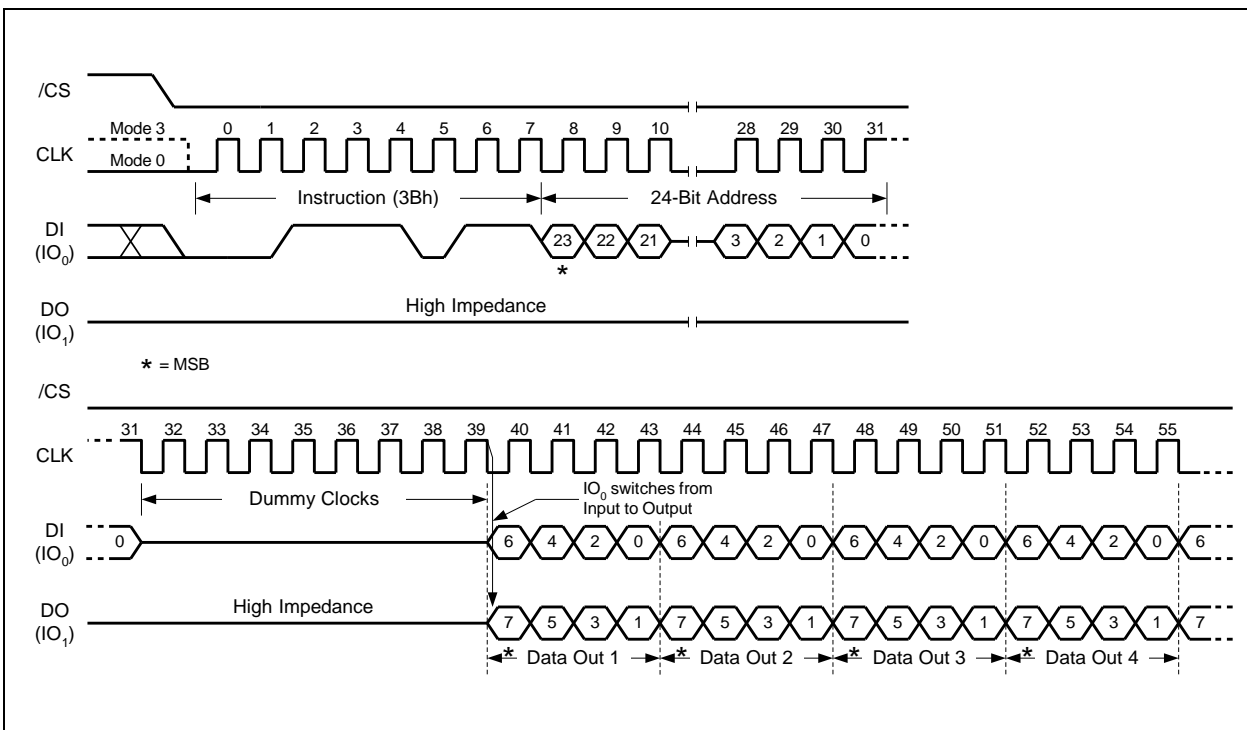 /CS
Mode 3 0 1 2 3 4 5 6 7 8 9 10 28 29 30 31
CLK
Mode 0
Instruction (3Bh) 24-Bit Address
DI
(IO0)
23 22 21 3 2 1 0
*
High Impedance
DO
(IO1)
* = MSB
/CS
31 32 33 34 35 36 37 38 39 40 41 42 43 44 45 46 47 48 49 50 51 52 53 54 55
CLK
Dummy Clocks
IO0 switches from
Input to Output
DI
(IO0)
0 6 4 2 0 6 4 2 0 6 4 2 0 6 4 2 0 6
DO
(IO1)
High Impedance 7 5 3 1 7 5 3 1 7 5 3 1 7 5 3 1 7
* Data Out 1 * Data Out 2 * Data Out 3 * Data Out 4